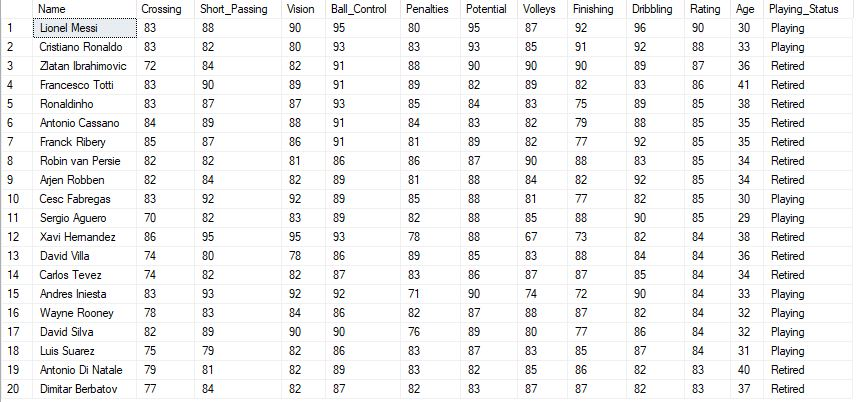 Name Crossing Short_Passing Vision Ball_Control Penalties Potential Volleys Finishing Dribbling Rating Age Playing_Status
1 Lionel Messi 83 88 90 95 80 95 87 92 96 90 30 Playing
2 Cristiano Ronaldo 83 82 80 93 83 93 85 91 92 88 33 Playing
3 Zlatan Ibrahimovic 72 84 82 91 88 90 90 90 89 87 36 Retired
4 Francesco Totti 83 90 89 91 89 82 89 82 83 86 41 Retired
5 Ronaldinho 83 87 87 93 85 84 83 75 89 85 38 Retired
6 Antonio Cassano 84 89 88 91 84 83 82 79 88 85 35 Retired
7 Franck Ribery 85 87 86 91 81 89 82 77 92 85 35 Retired
8 Robin van Persie 82 82 81 86 86 87 90 88 83 85 34 Retired
9 Arjen Robben 82 84 82 89 81 88 84 82 92 85 34 Retired
10 Cesc Fabregas 83 92 92 89 85 88 81 77 82 85 30 Playing
11 Sergio Aguero 70 82 83 89 82 88 85 88 90 85 29 Playing
12 Xavi Hernandez 86 95 95 93 78 88 67 73 82 84 38 Retired
13 David Villa 74 80 78 86 89 85 83 88 84 84 36 Retired
14 Carlos Tevez 74 82 82 87 83 86 87 87 85 84 34 Retired
15 Andres Iniesta 83 93 92 92 71 90 74 72 90 84 33 Playing
16 Wayne Rooney 78 83 84 86 82 87 88 87 82 84 32 Playing
17 David Silva 82 89 90 90 76 89 80 77 86 84 32 Playing
18 Luis Suarez 75 79 82 86 83 87 83 85 87 84 31 Playing
19 Antonio Di Natale 79 81 82 89 83 82 85 86 82 83 40 Retired
20 Dimitar Berbatov 77 84 82 87 82 83 87 87 82 83 37 Retired